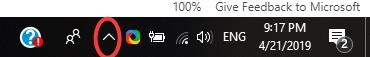 100% Give Feedback to Microsoft
ENG
9:17 PM
4/21/2019
2